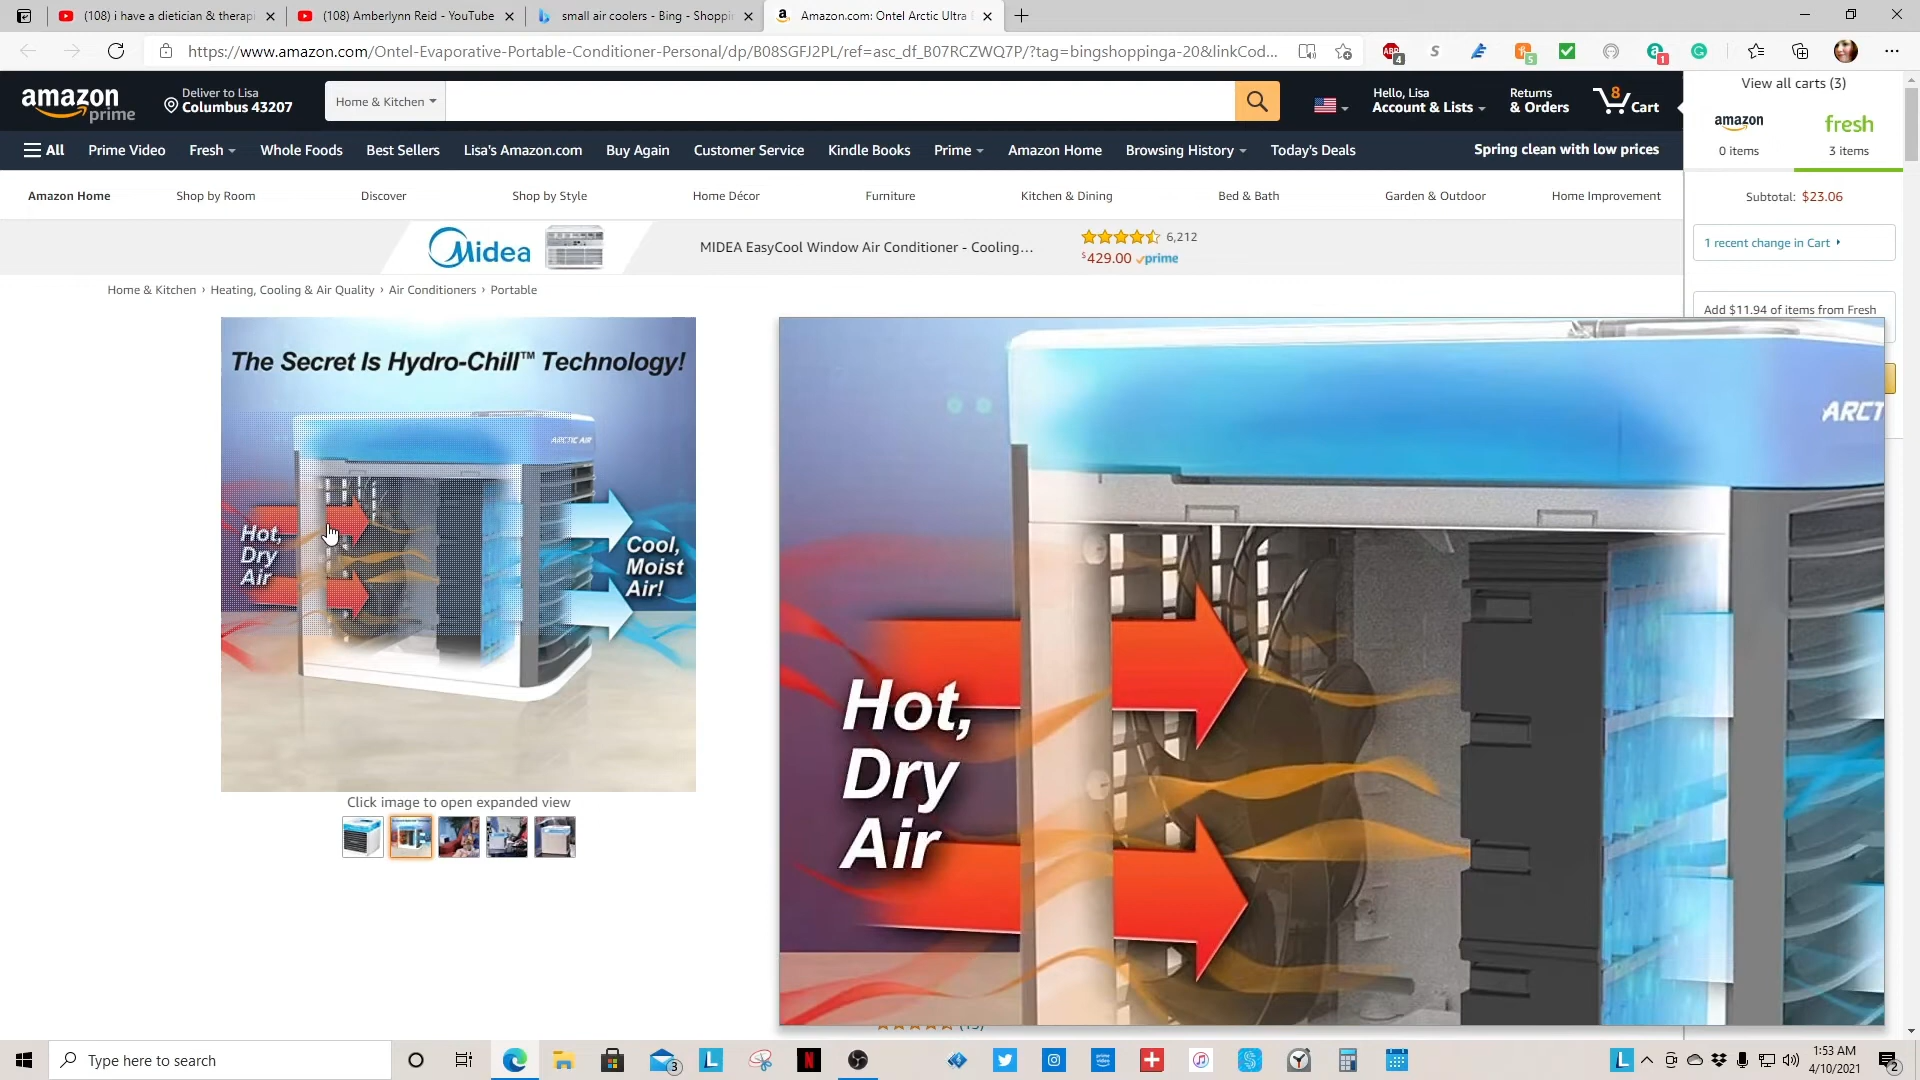 (108) i have a dietician & therapi
(108) Amberlynn Reid - YouTube
small air coolers - Bing - Shoppi
Amazon.com: Ontel Arctic Ultra
https://www.amazon.com/Ontel-Evaporative-Portable-Conditioner-Personal/dp/B08SGFJ2PL/ref=asc_df_B07RCZWQ7P/?tag=bingshoppinga-20&linkCod...
ABP
4
5
1
amazon prime
Deliver to Lisa
Columbus 43207
Home & Kitchen
Hello, Lisa
Account & Lists
Returns
& Orders
8
Cart
View all carts (3)
amazon
0 items
fresh
3 items
All
Prime Video
Fresh
Whole Foods
Best Sellers
Lisa's Amazon.com
Buy Again
Customer Service
Kindle Books
Prime
Amazon Home
Browsing History
Today's Deals
Spring clean with low prices
Amazon Home
Shop by Room
Discover
Shop by Style
Home Décor
Furniture
Kitchen & Dining
Bed & Bath
Garden & Outdoor
Home Improvement
Subtotal: $23.06
Midea
MIDEA EasyCool Window Air Conditioner - Cooling...
6,212
$429.00 prime
1 recent change in Cart
Home & Kitchen › Heating, Cooling & Air Quality › Air Conditioners › Portable
Add $11.94 of items from Fresh
The Secret Is Hydro-Chill™ Technology!
ARCTIC AIR
Hot,
Dry
Air
Cool,
Moist
Air!
ARCT
Hot,
Dry
Air
Click image to open expanded view
Type here to search
3
L
N
prime video
L
1:53 AM
4/10/2021
2